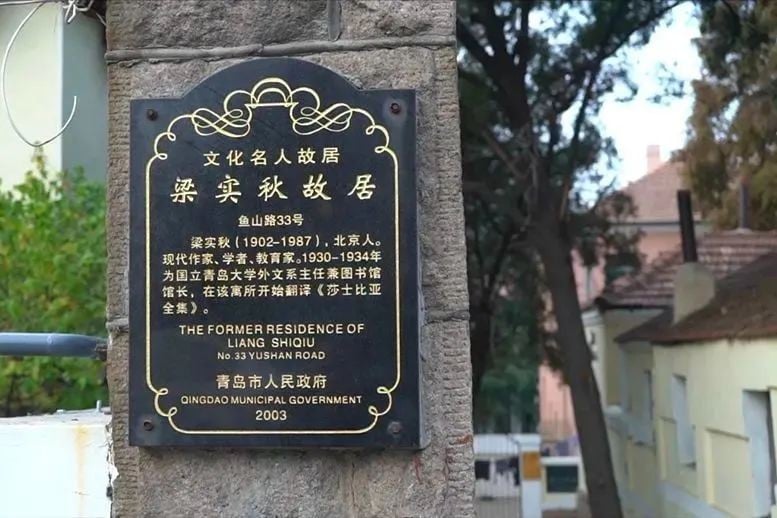 文化名人故居
梁实秋故居
鱼山路33号
梁实秋(1902-1987)，北京人。
现代作家、学者、教育家。1930-1934年
为国立青岛大学外文系主任兼图书馆
馆长，在该寓所开始翻译《莎士比亚
全集》。
THE FORMER RESIDENCE OF
LIANG SHIQIU
No.33 YUSHAN ROAD
青岛市人民政府
QINGDAO MUNICIPAL GOVERNMENT
2003